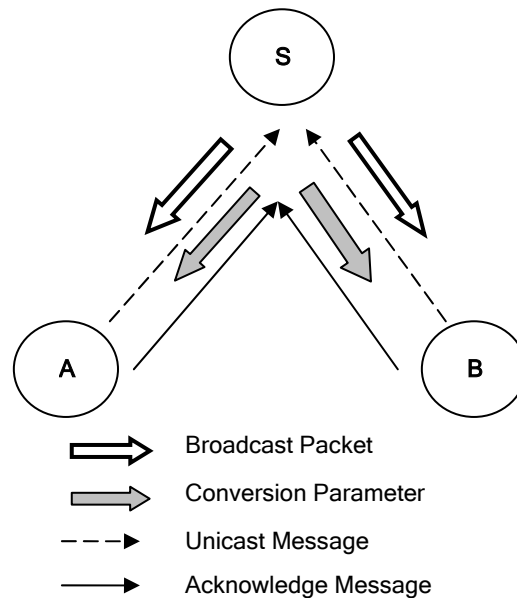 S
A
B
Broadcast Packet
Conversion Parameter
Unicast Message
Acknowledge Message